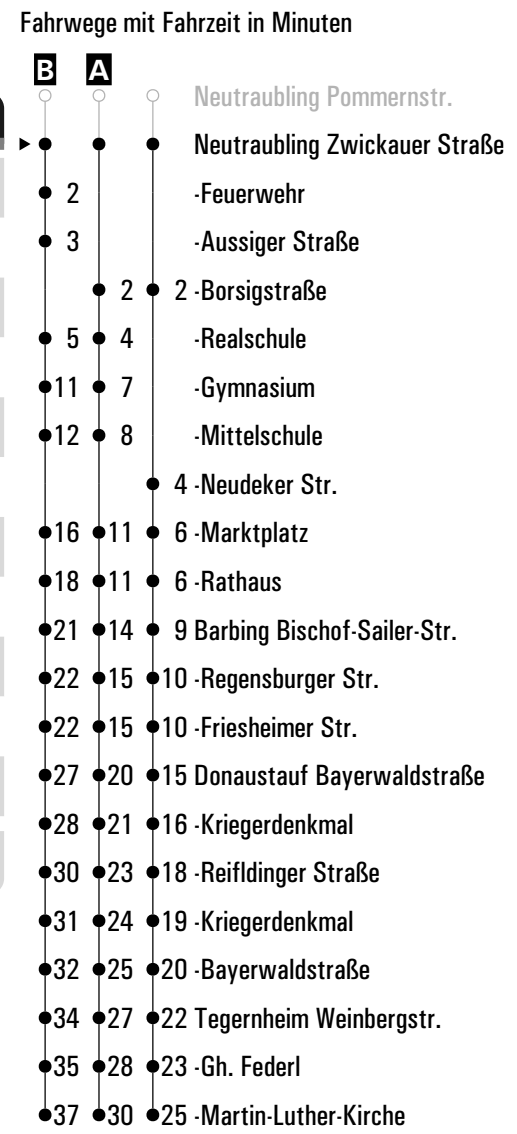 Fahrwege mit Fahrzeit in Minuten
B A
Neutraubling Pommernstr.
Neutraubling Zwickauer Straße
2 -Feuerwehr
3 -Aussiger Straße
2 2 -Borsigstraße
5 4 -Realschule
11 7 -Gymnasium
12 8 -Mittelschule
4 -Neudeker Str.
16 11 6 -Marktplatz
18 11 6 -Rathaus
21 14 9 Barbing Bischof-Sailer-Str.
22 15 10 -Regensburger Str.
22 15 10 -Friesheimer Str.
27 20 15 Donaustauf Bayerwaldstraße
28 21 16 -Kriegerdenkmal
30 23 18 -Reifldinger Straße
31 24 19 -Kriegerdenkmal
32 25 20 -Bayerwaldstraße
34 27 22 Tegernheim Weinbergstr.
35 28 23 -Gh. Federl
37 30 25 -Martin-Luther-Kirche